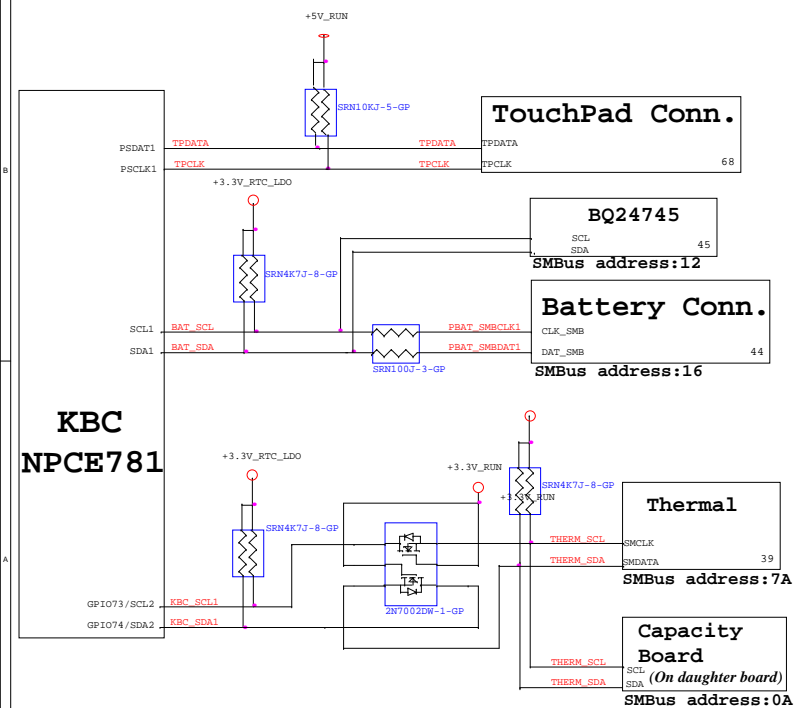 +5V_RUN
SRN10KJ-5-GP
TouchPad Conn.
PSDAT1 TPDATA TPDATA TPDATA
PSCLK1 TPCLK TPCLK TPCLK 68
B
+3.3V_RTC_LDO
BQ24745
SCL 45
SDA
SMBus address:12
SRN4K7J-8-GP
Battery Conn.
SCL1 BAT_SCL PBAT_SMBCLK1 CLK_SMB
SDA1 BAT_SDA PBAT_SMBDAT1 DAT_SMB 44
SRN100J-3-GP
SMBus address:16
KBC
NPCE781
+3.3V_RTC_LDO
+3.3V_RUN
SRN4K7J-8-GP
+3.3V_RUN
Thermal
SRN4K7J-8-GP
THERM_SCL SMCLK
THERM_SDA SMDATA 39
A
SMBus address:7A
GPIO73/SCL2 KBC_SCL1
2N7002DW-1-GP
GPIO74/SDA2 KBC_SDA1
Capacity
Board
THERM_SCL SCL (On daughter board)
THERM_SDA SDA
SMBus address:0A